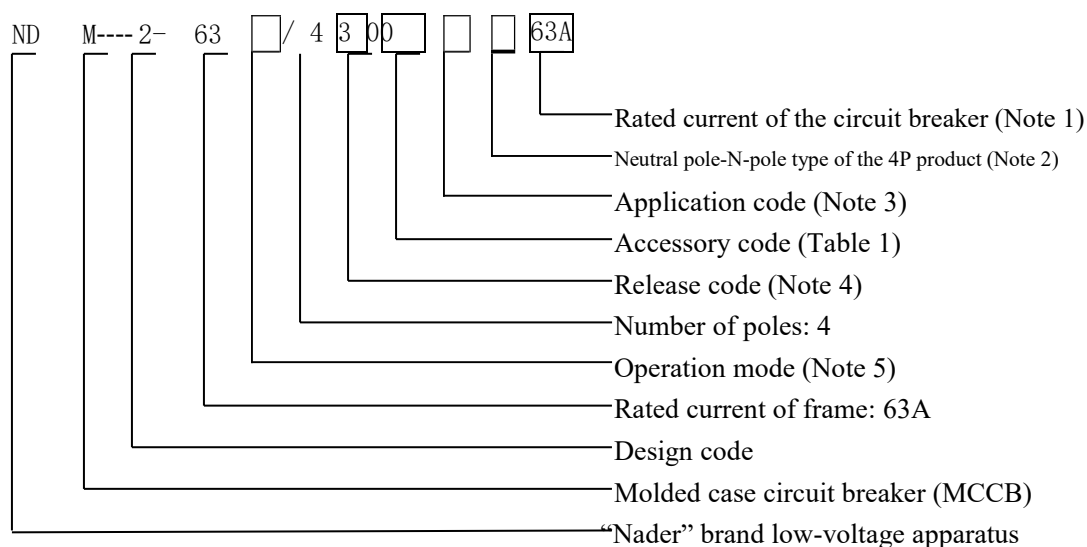 ND M----2- 63 / 4 3 00 63A
Rated current of the circuit breaker (Note 1)
Neutral pole-N-pole type of the 4P product (Note 2)
Application code (Note 3)
Accessory code (Table 1)
Release code (Note 4)
Number of poles: 4
Operation mode (Note 5)
Rated current of frame: 63A
Design code
Molded case circuit breaker (MCCB)
“Nader” brand low-voltage apparatus